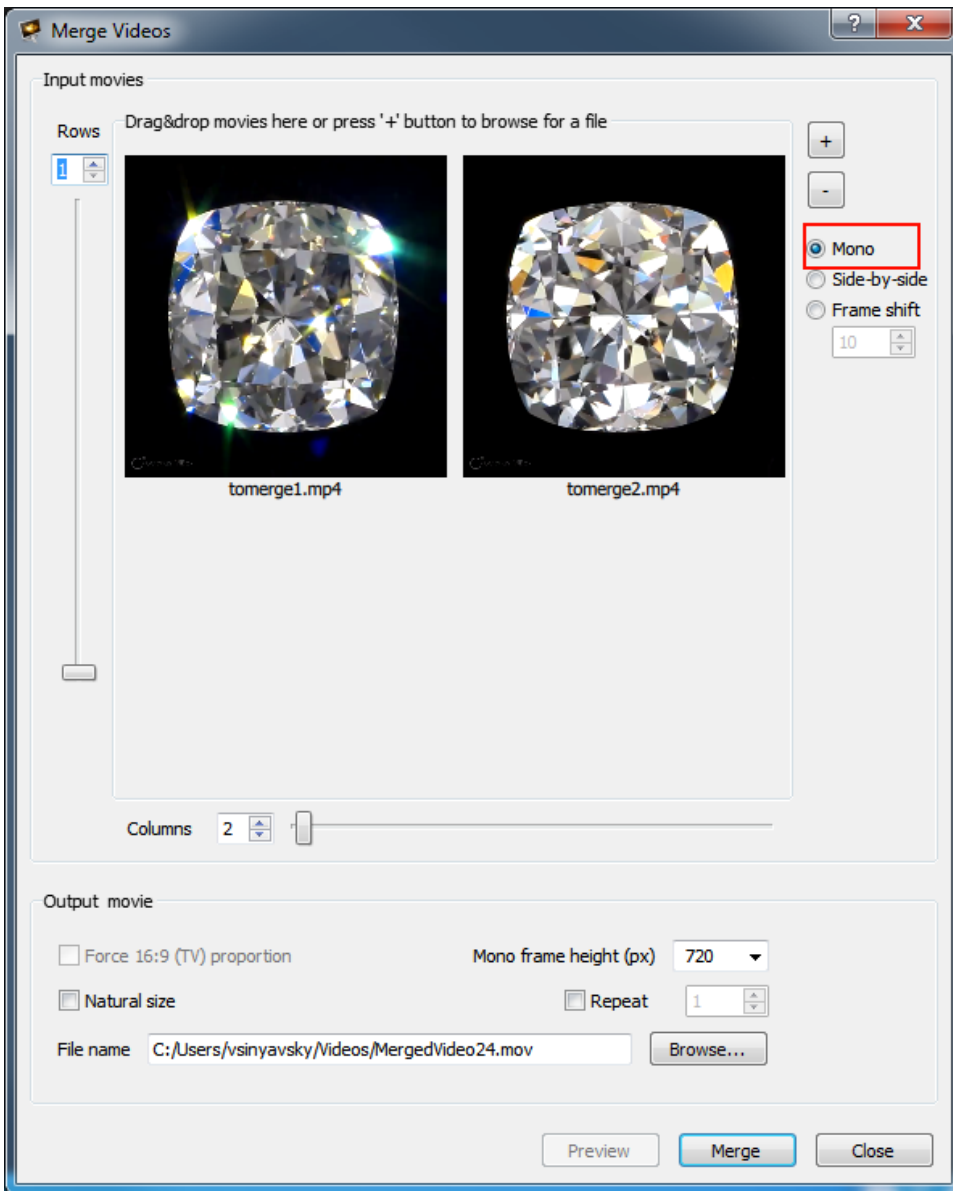 Merge Videos
?
X
Input movies
Rows
1
Drag&drop movies here or press '+' button to browse for a file
+
-
Mono
Side-by-side
Frame shift
10
tomerge1.mp4
tomerge2.mp4
Columns
2
Output movie
Force 16:9 (TV) proportion
Mono frame height (px)
720
Natural size
Repeat
1
File name
C:/Users/vsinyavsky/Videos/MergedVideo24.mov
Browse...
Preview
Merge
Close